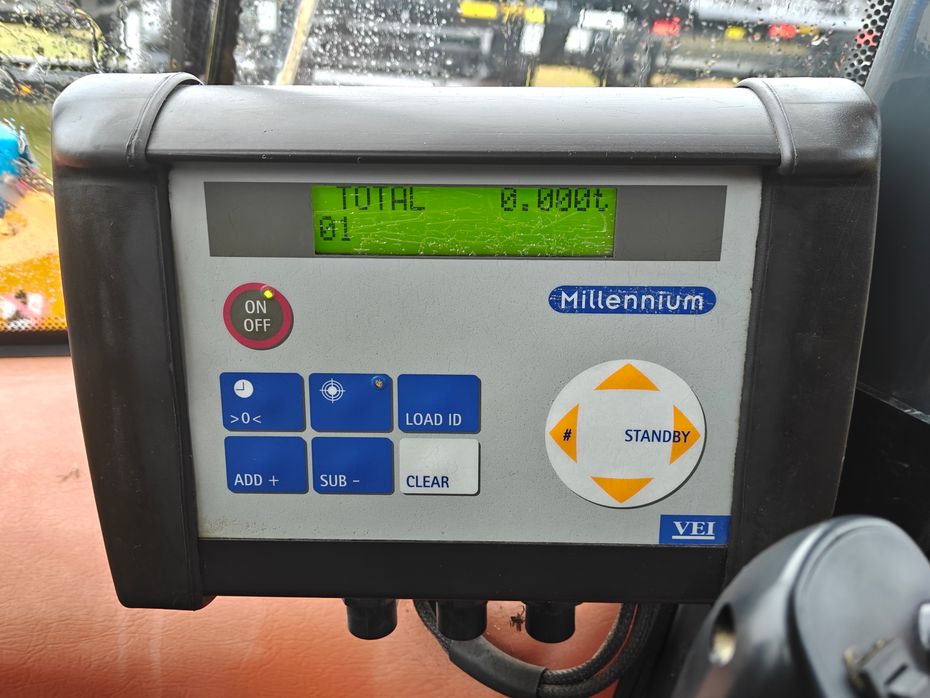 TOTAL 0.000t
01
ON
OFF
Millennium
>0<
LOAD ID
# STANDBY
ADD +
SUB -
CLEAR
VEI